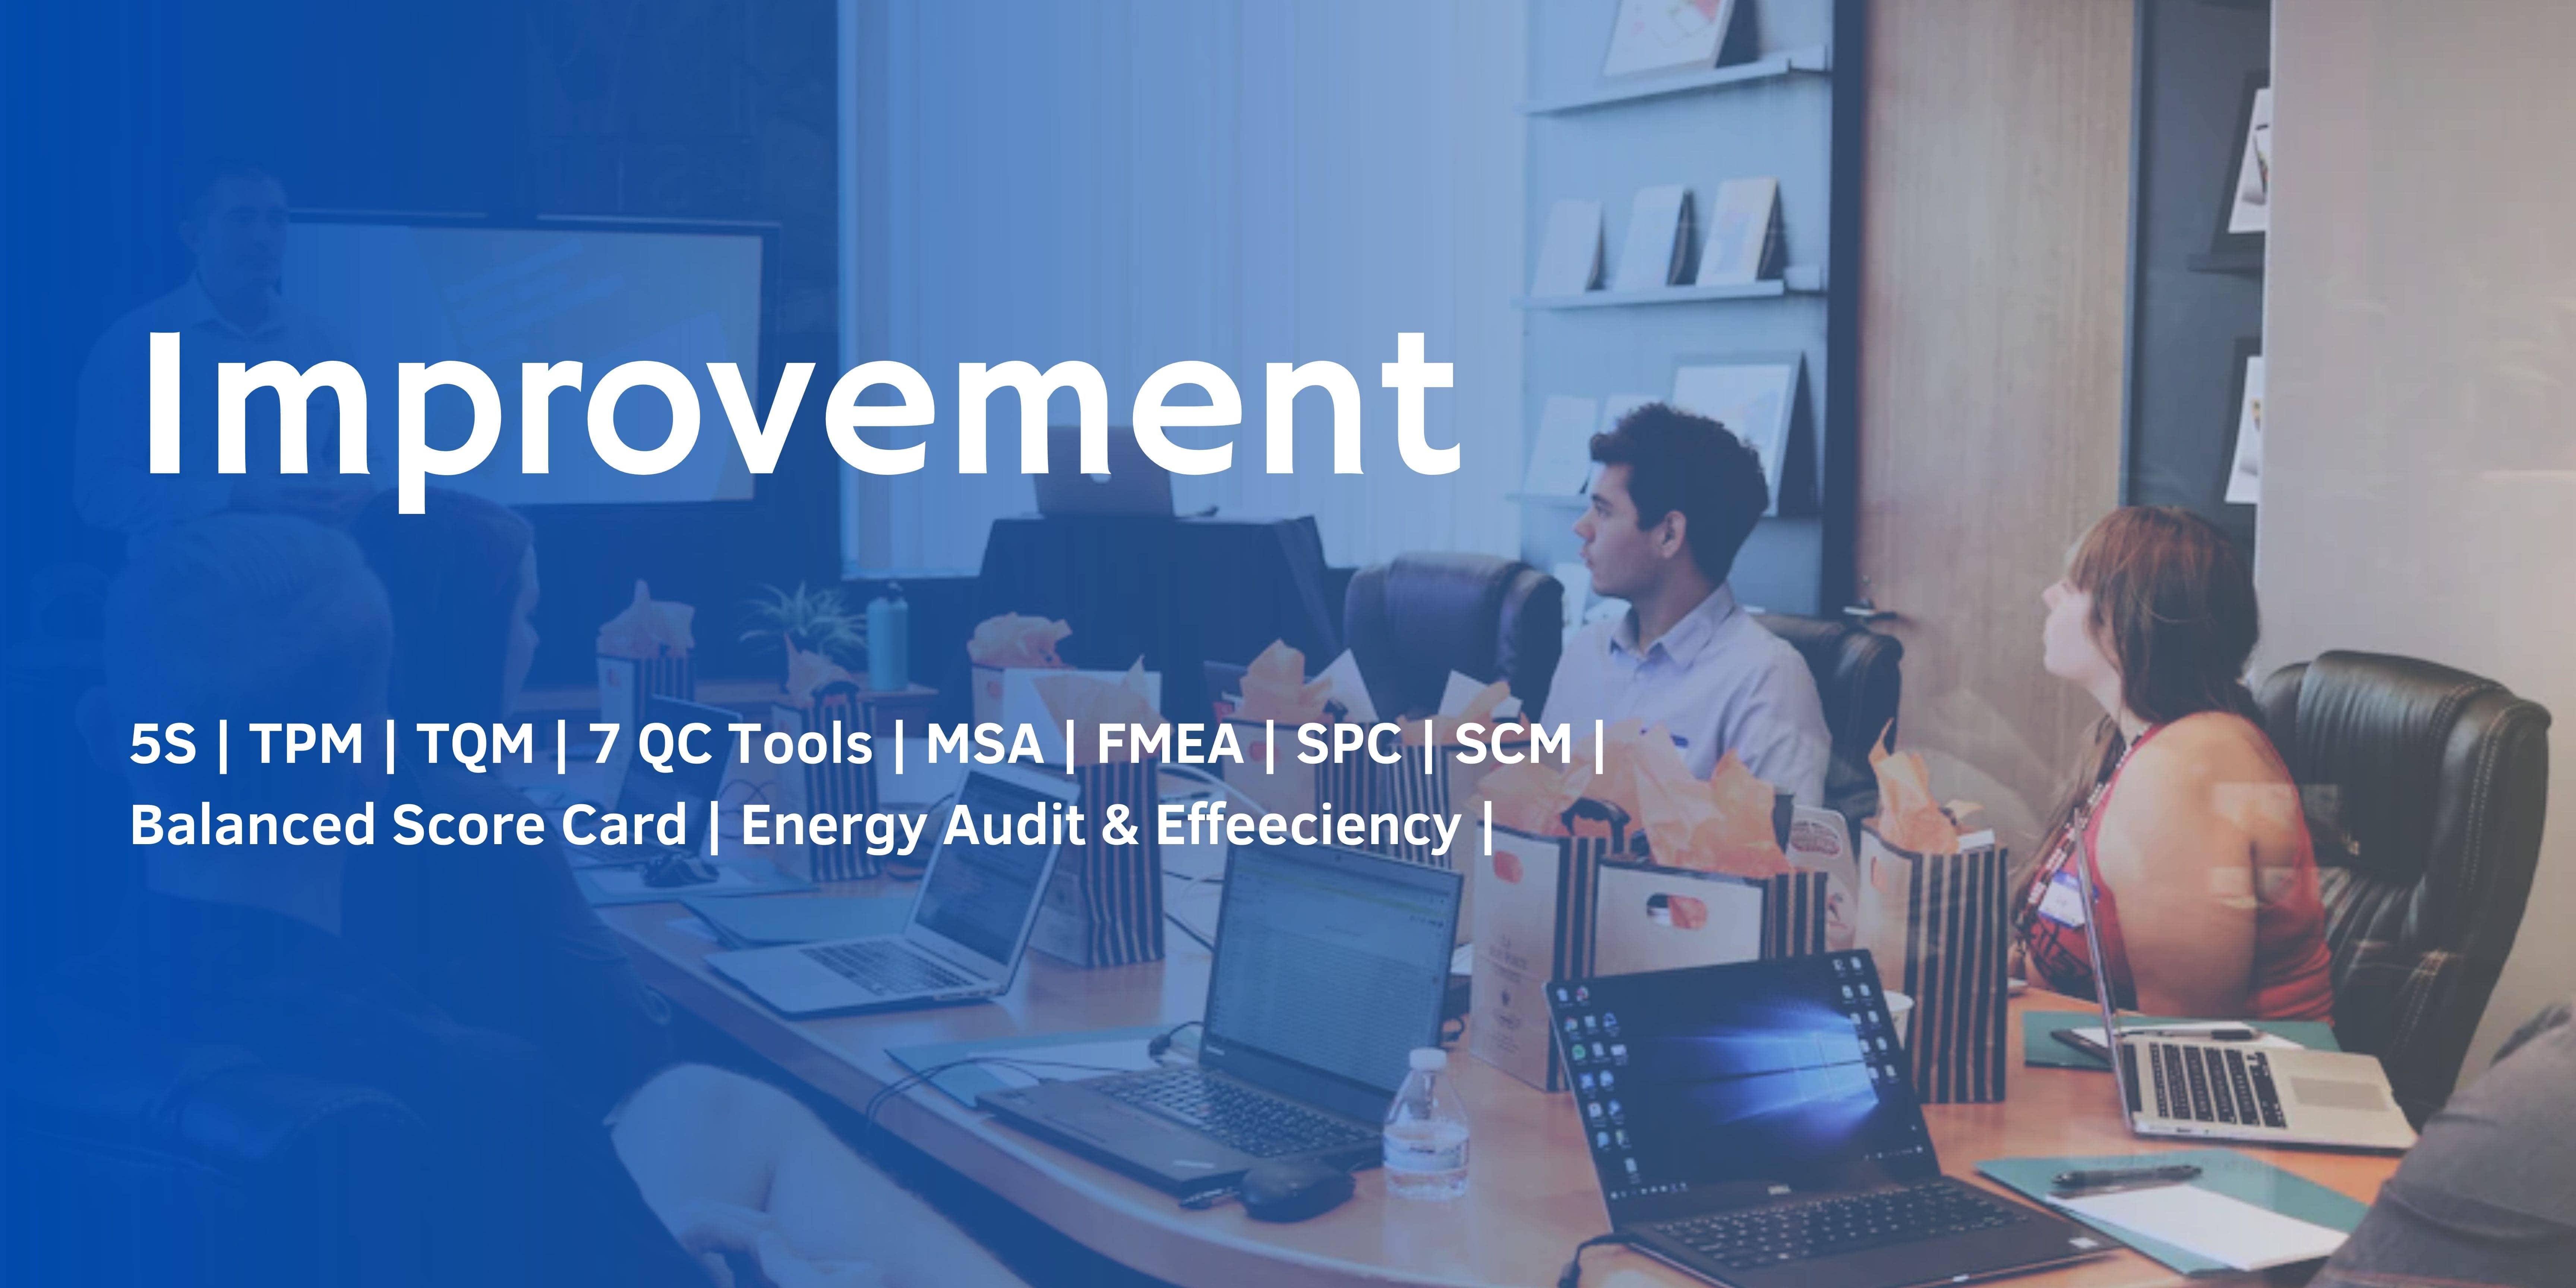 Improvement
5S | TPM | TQM | 7 QC Tools | MSA | FMEA | SPC | SCM |
Balanced Score Card | Energy Audit & Effeeciency |